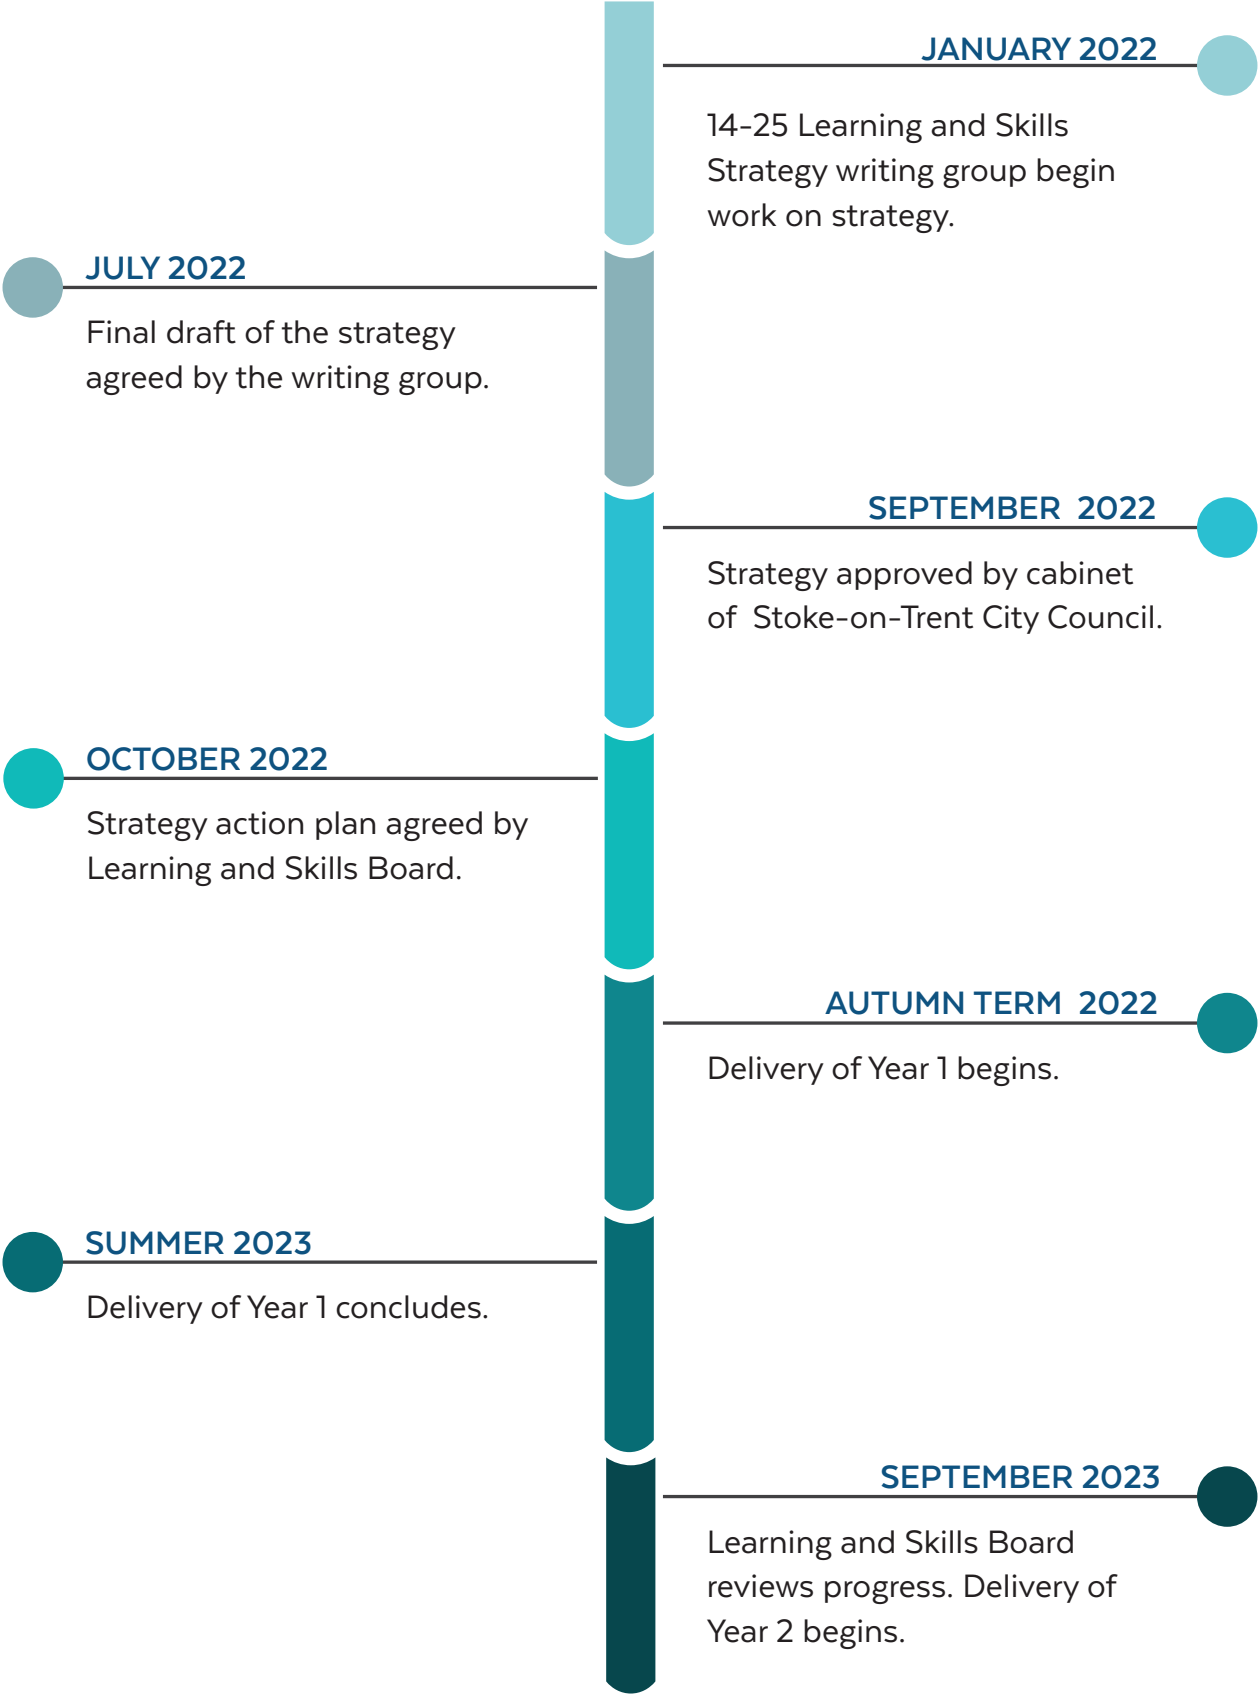 JANUARY 2022
14-25 Learning and Skills
Strategy writing group begin
work on strategy.
JULY 2022
Final draft of the strategy
agreed by the writing group.
SEPTEMBER 2022
Strategy approved by cabinet
of Stoke-on-Trent City Council.
OCTOBER 2022
Strategy action plan agreed by
Learning and Skills Board.
AUTUMN TERM 2022
Delivery of Year 1 begins.
SUMMER 2023
Delivery of Year 1 concludes.
SEPTEMBER 2023
Learning and Skills Board
reviews progress. Delivery of
Year 2 begins.